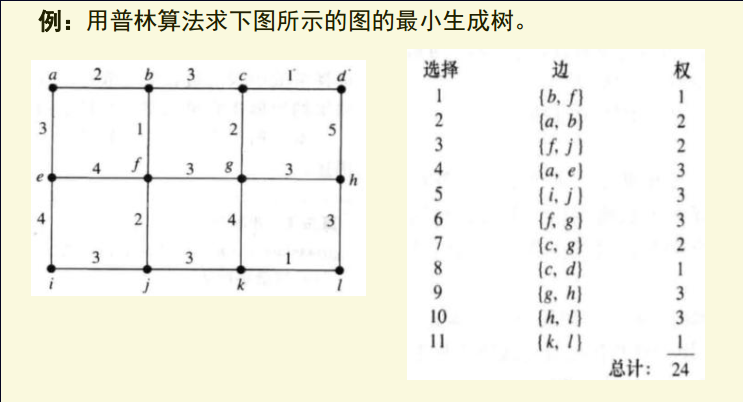 例：用普林算法求下图所示的图的最小生成树。
a 2 b 3 c 1 d
3 1 2 5
e 4 f 3 g 3 h
4 2 4 3
i 3 j 3 k 1 l
选择 边 权
1 {b, f} 1
2 {a, b} 2
3 {f, j} 2
4 {a, e} 3
5 {i, j} 3
6 {f, g} 3
7 {c, g} 2
8 {c, d} 1
9 {g, h} 3
10 {h, l} 3
11 {k, l} 1
总计： 24